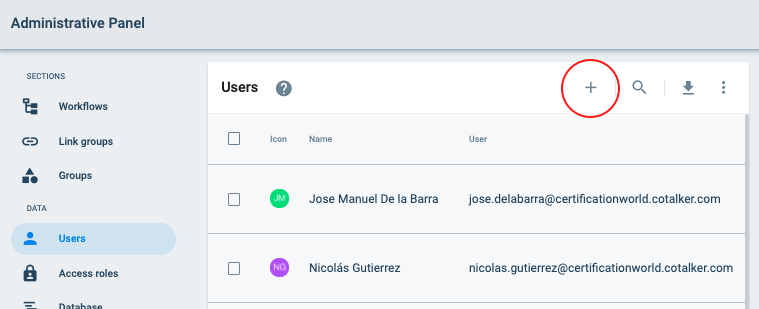 Administrative Panel
SECTIONS
Workflows
Link groups
Groups
DATA
Users
Access roles
Database
Users ?
Icon Name User
JM Jose Manuel De la Barra jose.delabarra@certificationworld.cotalker.com
NG Nicolás Gutierrez nicolas.gutierrez@certificationworld.cotalker.com